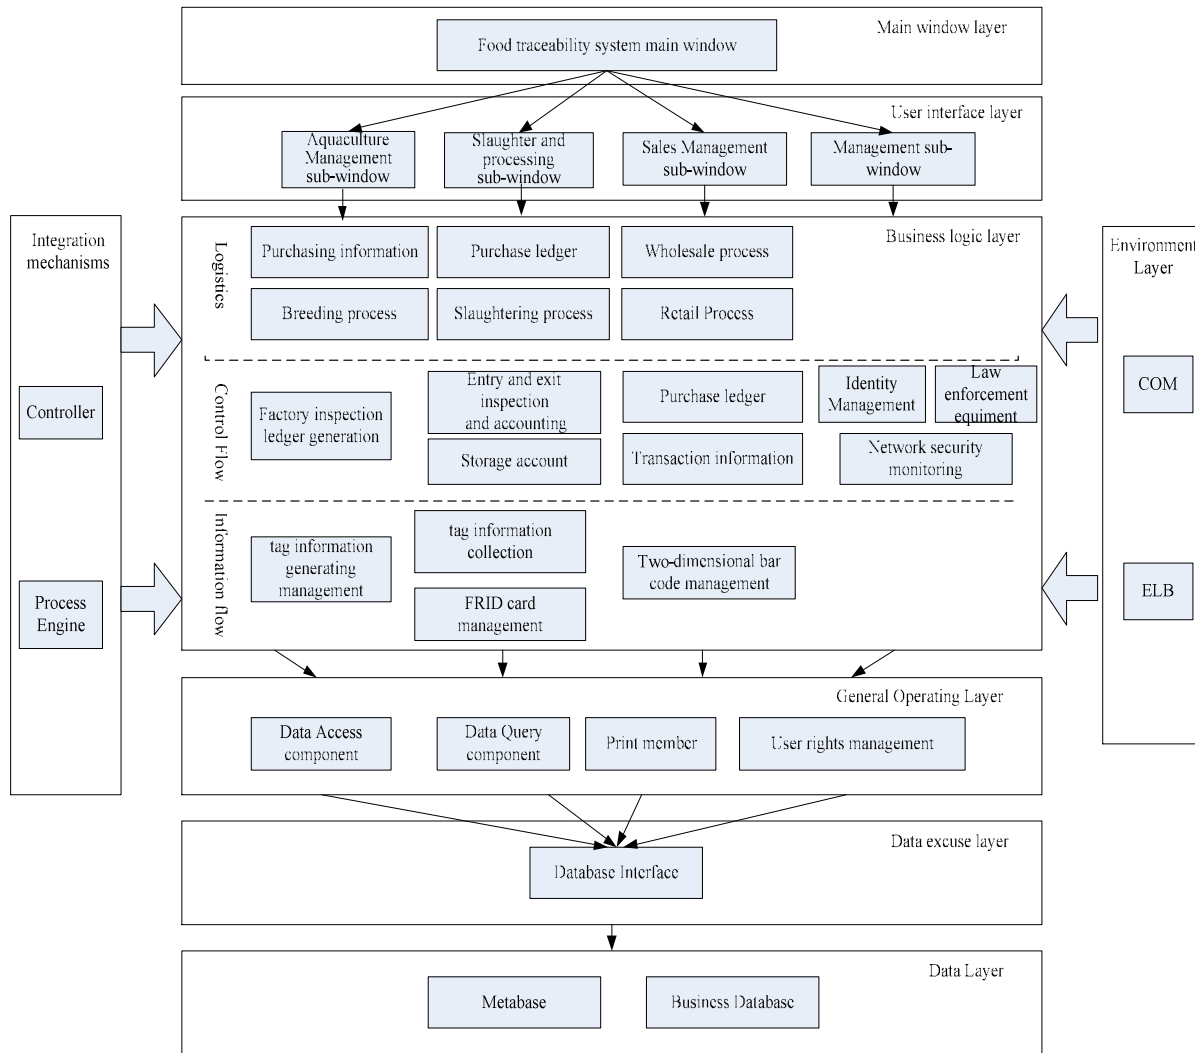 Main window layer
Food traceability system main window
User interface layer
Aquaculture
Management
sub-window
Slaughter and
processing
sub-window
Sales Management
sub-window
Management sub-
window
Integration
mechanisms
Controller
Process
Engine
Business logic layer
Logistics
Purchasing information
Purchase ledger
Wholesale process
Breeding process
Slaughtering process
Retail Process
Control Flow
Factory inspection
ledger generation
Entry and exit
inspection
and accounting
Storage account
Purchase ledger
Transaction information
Identity
Management
Law
enforcement
equiment
Network security
monitoring
Information flow
tag information
generating
management
tag information
collection
FRID card
management
Two-dimensional bar
code management
Environment
Layer
COM
ELB
General Operating Layer
Data Access
component
Data Query
component
Print member
User rights management
Data excuse layer
Database Interface
Data Layer
Metabase
Business Database